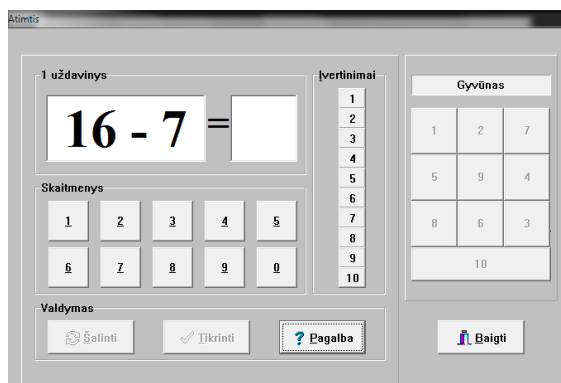 Atimtis
1 uždavinys
16 - 7 =
Skaitmenys
1 2 3 4 5
6 7 8 9 0
Valdymas
Šalinti Tikrinti ? Pagalba
Įvertinimai
1
2
3
4
5
6
7
8
9
10
Gyvūnas
1 2 7
5 9 4
8 6 3
10
Baigti